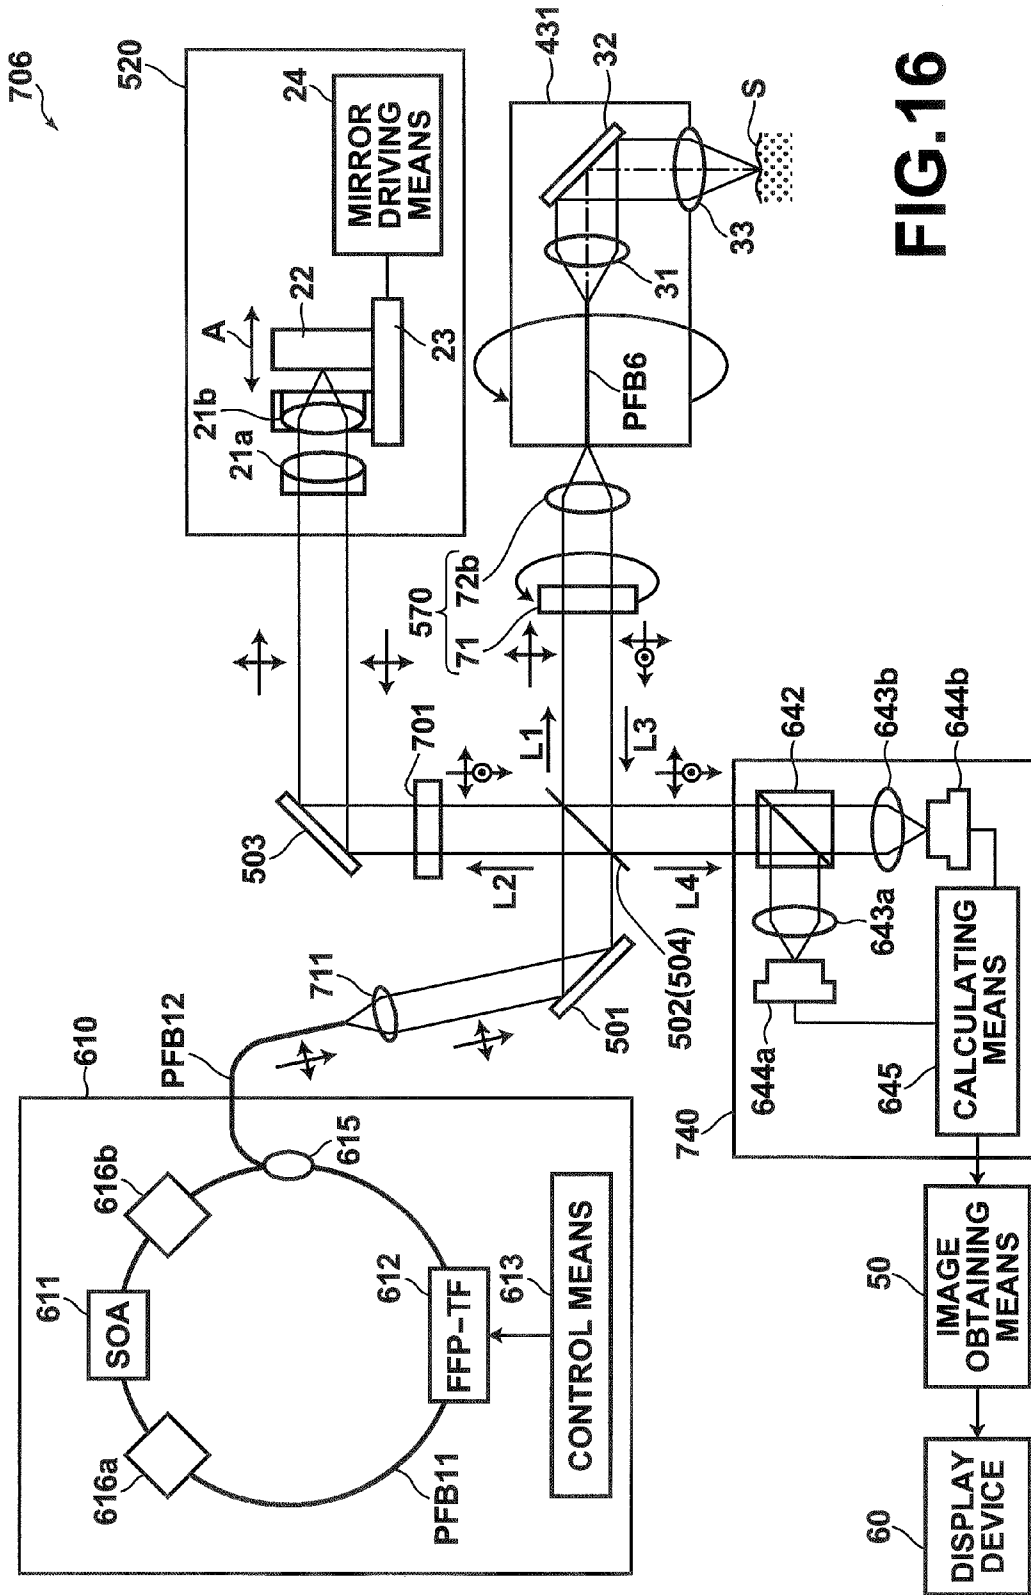 FIG.16
706
610
616b
611
SOA
616a
PFB11
PFB12
615
612
FFP-TF
613
CONTROL MEANS
711
501
503
701
L2
L1
L3
L4
502(504)
520
24
MIRROR
DRIVING
MEANS
A
22
21b
21a
23
570
71
72b
431
32
31
33
S
PFB6
740
642
643b
644b
643a
644a
645
CALCULATING
MEANS
50
IMAGE
OBTAINING
MEANS
60
DISPLAY
DEVICE